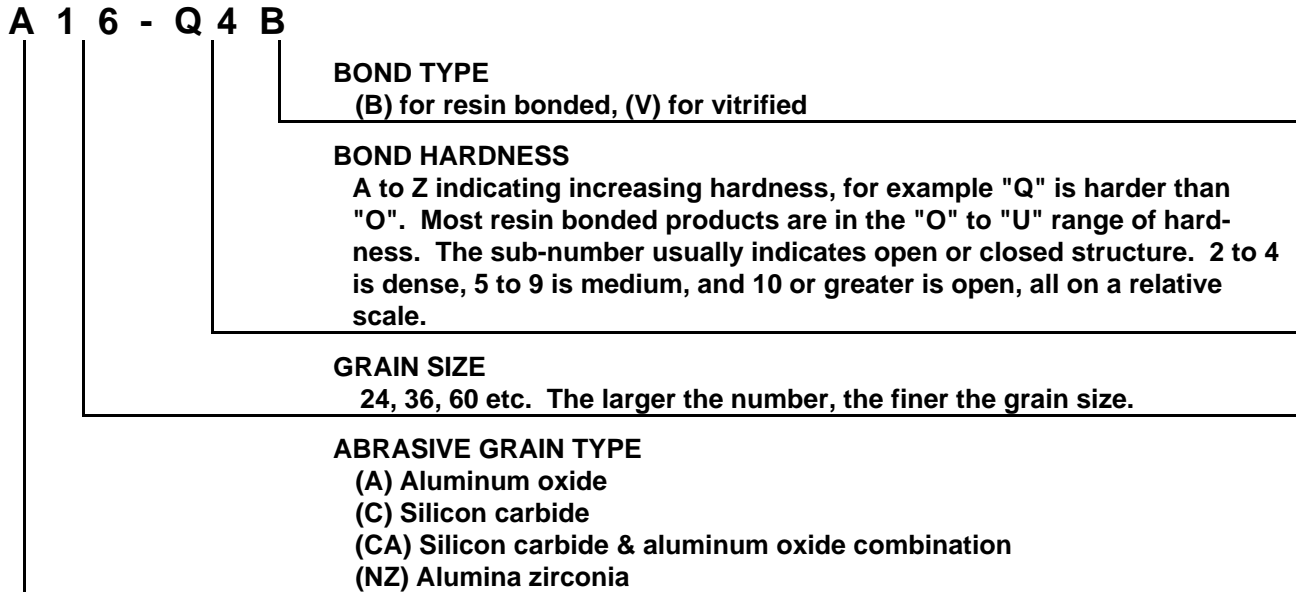 A 1 6 - Q 4 B
BOND TYPE
(B) for resin bonded, (V) for vitrified
BOND HARDNESS
A to Z indicating increasing hardness, for example "Q" is harder than
"O". Most resin bonded products are in the "O" to "U" range of hard-
ness. The sub-number usually indicates open or closed structure. 2 to 4
is dense, 5 to 9 is medium, and 10 or greater is open, all on a relative
scale.
GRAIN SIZE
24, 36, 60 etc. The larger the number, the finer the grain size.
ABRASIVE GRAIN TYPE
(A) Aluminum oxide
(C) Silicon carbide
(CA) Silicon carbide & aluminum oxide combination
(NZ) Alumina zirconia